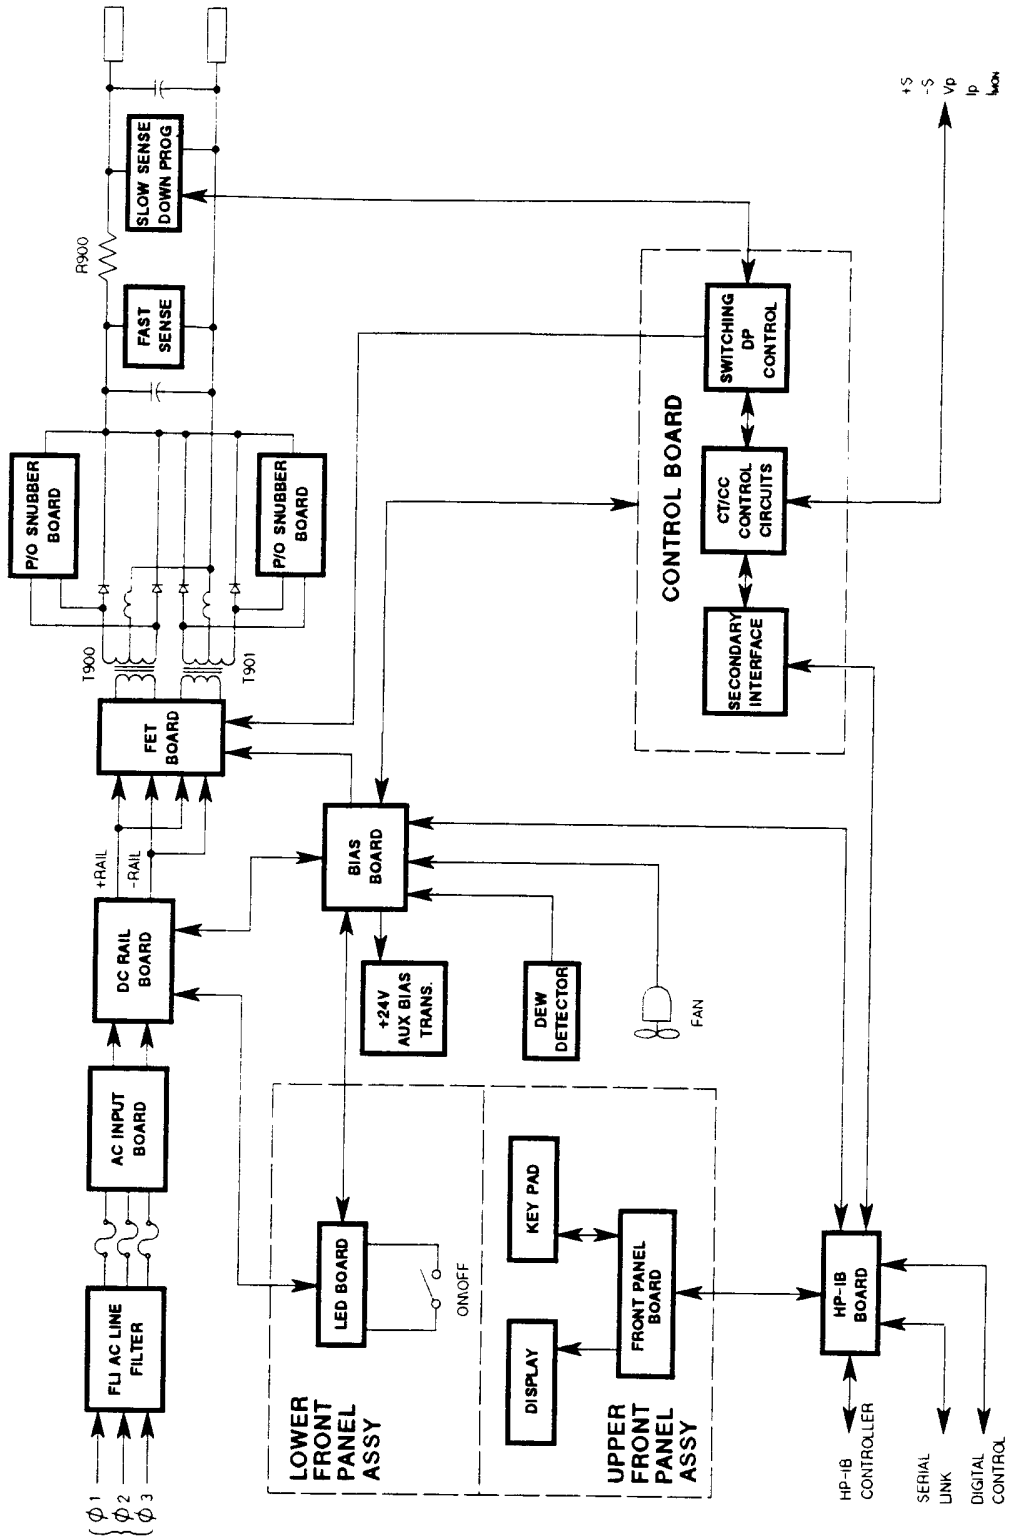 ϕ 1
ϕ 2
ϕ 3
FLI AC LINE
FILTER
AC INPUT
BOARD
DC RAIL
BOARD
+RAIL
-RAIL
FET
BOARD
T900
T901
P/O SNUBBER
BOARD
P/O SNUBBER
BOARD
FAST
SENSE
R900
SLOW SENSE
DOWN PROG
LOWER
FRONT
PANEL
ASSY
LED BOARD
ON\OFF
+24V
AUX BIAS
TRANS.
BIAS
BOARD
DEW
DETECTOR
FAN
UPPER
FRONT
PANEL
ASSY
DISPLAY
KEY PAD
FRONT PANEL
BOARD
CONTROL BOARD
SECONDARY
INTERFACE
CT/CC
CONTROL
CIRCUITS
SWITCHING
DP
CONTROL
HP-IB
BOARD
HP-IB
CONTROLLER
SERIAL
LINK
DIGITAL
CONTROL
+S
-S
Vp
Ip
IMON